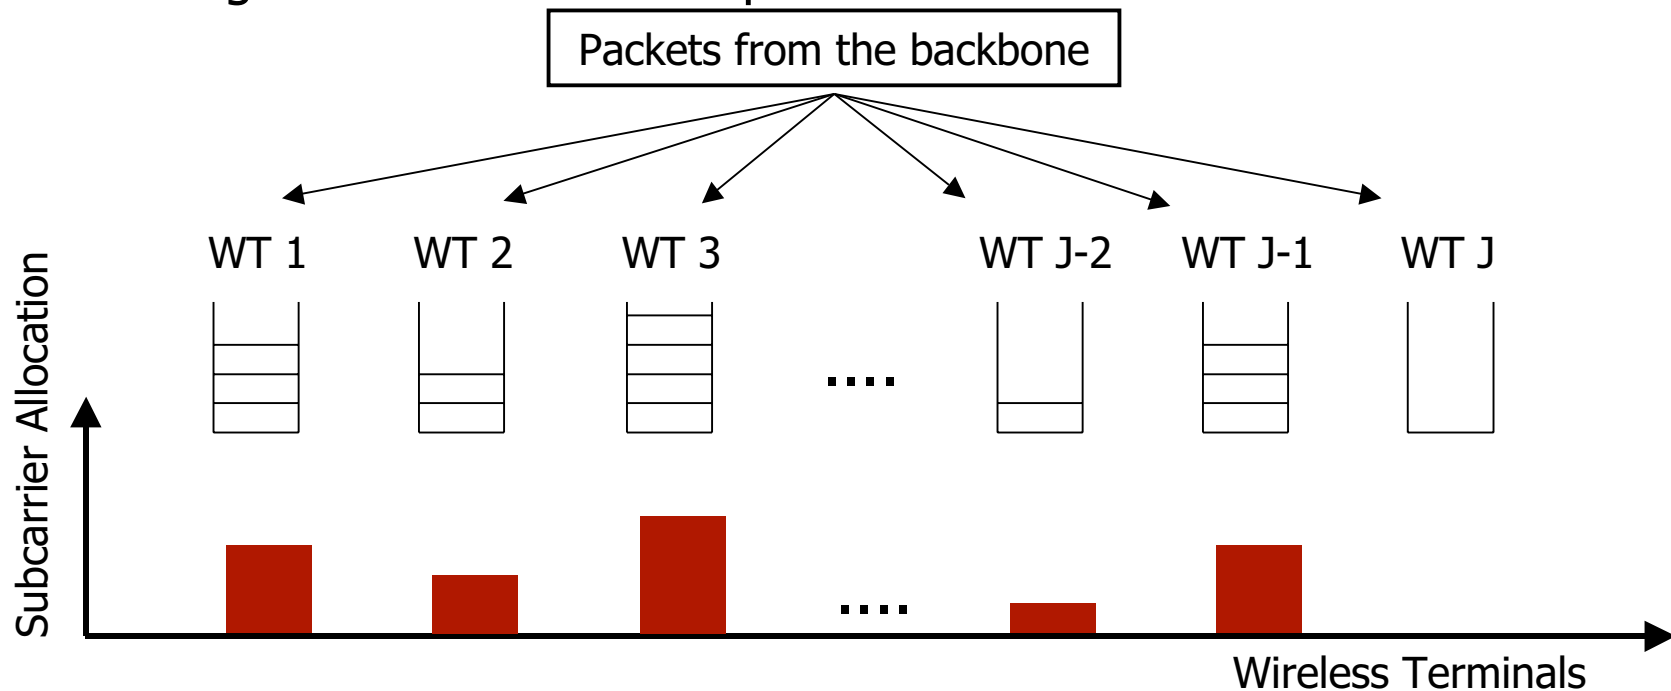 Packets from the backbone
WT 1
WT 2
WT 3
....
WT J-2
WT J-1
WT J
Subcarrier Allocation
....
Wireless Terminals